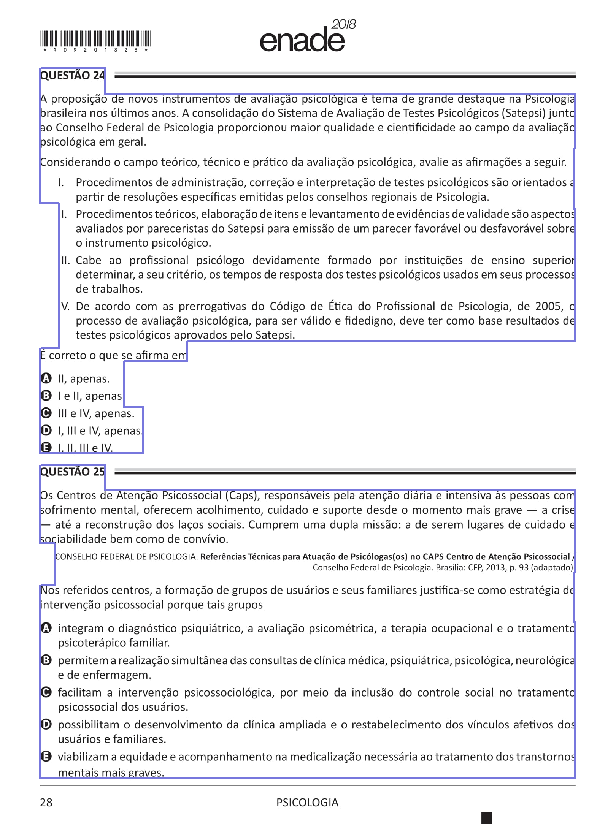 *R0920182 8*
enade2018
QUESTÃO 24
A proposição de novos instrumentos de avaliação psicológica é tema de grande destaque na Psicologia
brasileira nos últimos anos. A consolidação do Sistema de Avaliação de Testes Psicológicos (Satepsi) junto
ao Conselho Federal de Psicologia proporcionou maior qualidade e cientificidade ao campo da avaliação
psicológica em geral.
Considerando o campo teórico, técnico e prático da avaliação psicológica, avalie as afirmações a seguir.
I. Procedimentos de administração, correção e interpretação de testes psicológicos são orientados a
partir de resoluções específicas emitidas pelos conselhos regionais de Psicologia.
I. Procedimentos teóricos, elaboração de itens e levantamento de evidências de validade são aspectos
avaliados por pareceristas do Satepsi para emissão de um parecer favorável ou desfavorável sobre
o instrumento psicológico.
II. Cabe ao profissional psicólogo devidamente formado por instituições de ensino superior
determinar, a seu critério, os tempos de resposta dos testes psicológicos usados em seus processos
de trabalhos.
V. De acordo com as prerrogativas do Código de Ética do Profissional de Psicologia, de 2005, o
processo de avaliação psicológica, para ser válido e fidedigno, deve ter como base resultados de
testes psicológicos aprovados pelo Satepsi.
É correto o que se afirma em
A II, apenas.
B I e II, apenas
C III e IV, apenas.
D I, III e IV, apenas.
E I, II, III e IV.
QUESTÃO 25
Os Centros de Atenção Psicossocial (Caps), responsáveis pela atenção diária e intensiva às pessoas com
sofrimento mental, oferecem acolhimento, cuidado e suporte desde o momento mais grave — a crise
— até a reconstrução dos laços sociais. Cumprem uma dupla missão: a de serem lugares de cuidado e
sociabilidade bem como de convívio.
CONSELHO FEDERAL DE PSICOLOGIA. Referências Técnicas para Atuação de Psicólogas(os) no CAPS Centro de Atenção Psicossocial /
Conselho Federal de Psicologia. Brasília: CFP, 2013, p. 93 (adaptado)
Nos referidos centros, a formação de grupos de usuários e seus familiares justifica-se como estratégia de
intervenção psicossocial porque tais grupos
A integram o diagnóstico psiquiátrico, a avaliação psicométrica, a terapia ocupacional e o tratamento
psicoterápico familiar.
B permitem a realização simultânea das consultas de clínica médica, psiquiátrica, psicológica, neurológica
e de enfermagem.
C facilitam a intervenção psicossociológica, por meio da inclusão do controle social no tratamento
psicossocial dos usuários.
D possibilitam o desenvolvimento da clínica ampliada e o restabelecimento dos vínculos afetivos dos
usuários e familiares.
E viabilizam a equidade e acompanhamento na medicalização necessária ao tratamento dos transtornos
mentais mais graves.
28
PSICOLOGIA